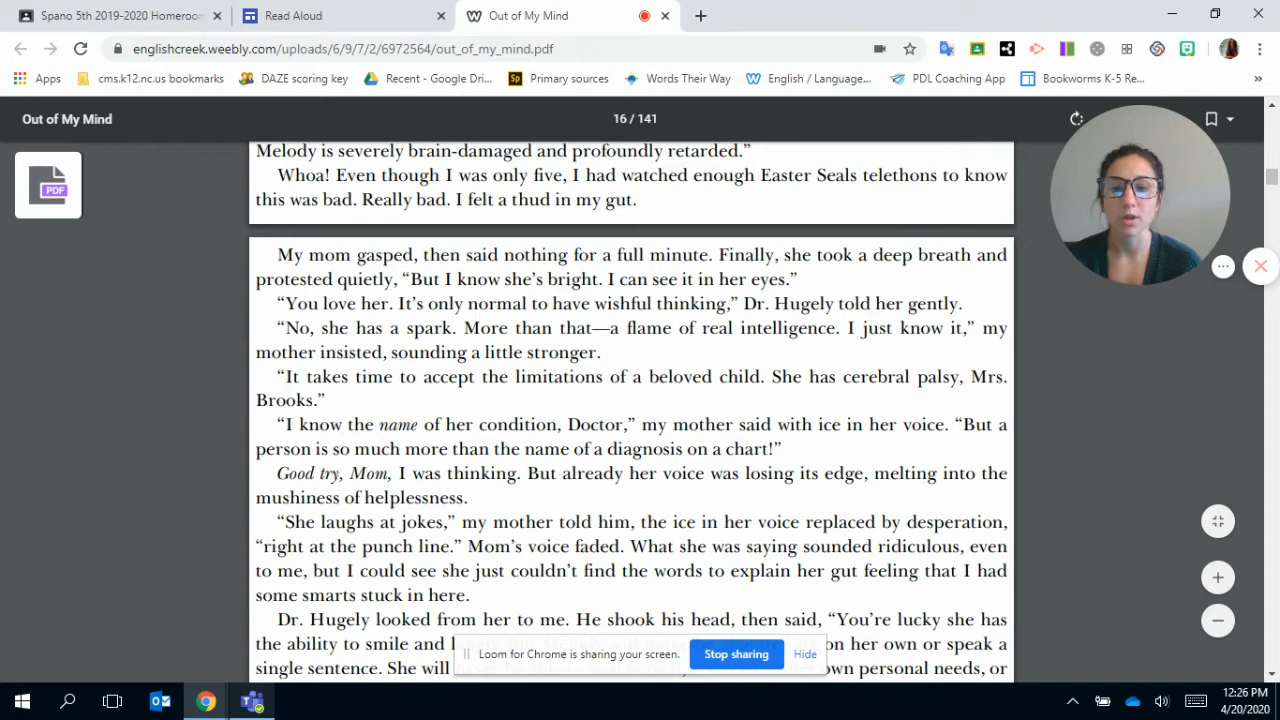 Spano 5th 2019-2020 Homeroom
Read Aloud
Out of My Mind
englishcreek.weebly.com/uploads/6/9/7/2/6972564/out_of_my_mind.pdf
Apps
cms.k12.nc.us bookmarks
DAZE scoring key
Recent - Google Dri...
Sp
Primary sources
Words Their Way
English / Language...
PDL Coaching App
Bookworms K-5 Re...
»
Out of My Mind
16 / 141
PDF
Melody is severely brain-damaged and profoundly retarded.”
Whoa! Even though I was only five, I had watched enough Easter Seals telethons to know
this was bad. Really bad. I felt a thud in my gut.
My mom gasped, then said nothing for a full minute. Finally, she took a deep breath and
protested quietly, “But I know she’s bright. I can see it in her eyes.”
“You love her. It’s only normal to have wishful thinking,” Dr. Hugely told her gently.
“No, she has a spark. More than that—a flame of real intelligence. I just know it,” my
mother insisted, sounding a little stronger.
“It takes time to accept the limitations of a beloved child. She has cerebral palsy, Mrs.
Brooks.”
“I know the name of her condition, Doctor,” my mother said with ice in her voice. “But a
person is so much more than the name of a diagnosis on a chart!”
Good try, Mom, I was thinking. But already her voice was losing its edge, melting into the
mushiness of helplessness.
“She laughs at jokes,” my mother told him, the ice in her voice replaced by desperation,
“right at the punch line.” Mom’s voice faded. What she was saying sounded ridiculous, even
to me, but I could see she just couldn’t find the words to explain her gut feeling that I had
some smarts stuck in here.
Dr. Hugely looked from her to me. He shook his head, then said, “You’re lucky she has
the ability to smile and on her own or speak a
single sentence. She will own personal needs, or
Loom for Chrome is sharing your screen.
Stop sharing
Hide
12:26 PM
4/20/2020